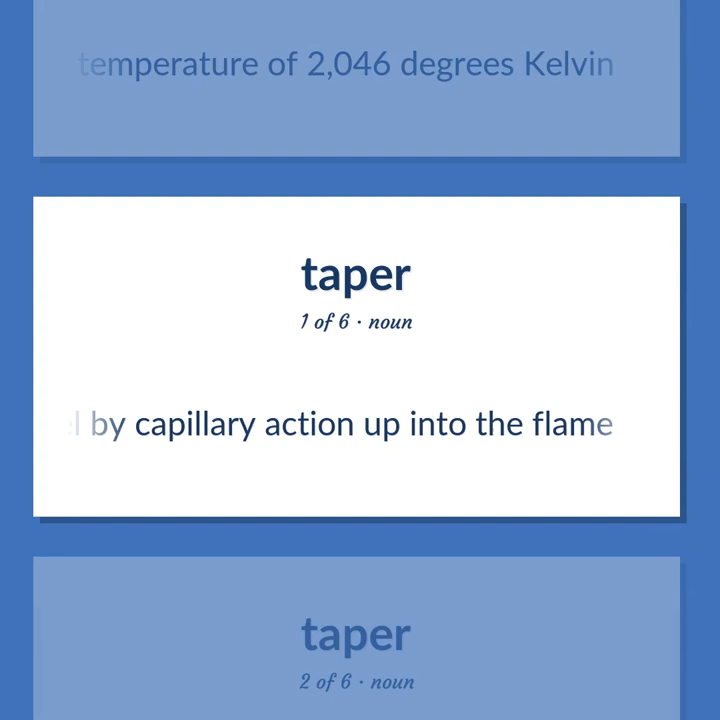 temperature of 2,046 degrees Kelvin
taper
1 of 6 · noun
by capillary action up into the flame
taper
2 of 6 · noun